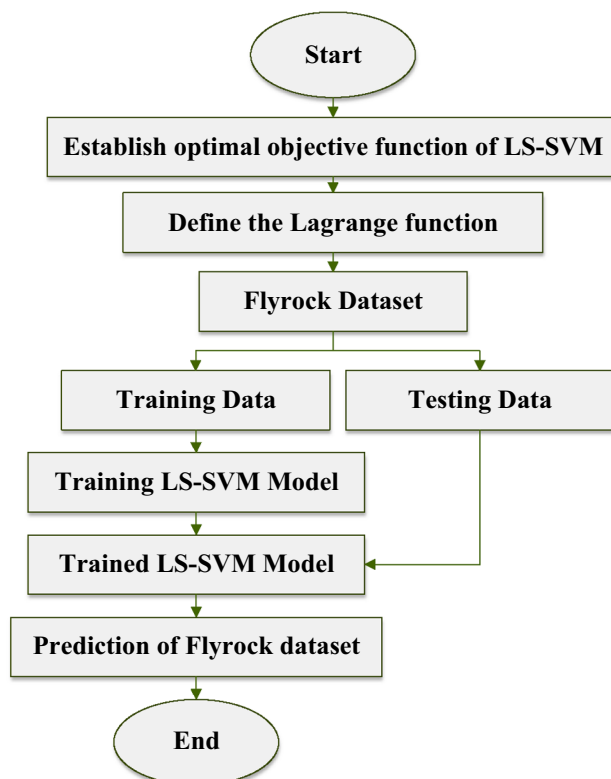 Start
Establish optimal objective function of LS-SVM
Define the Lagrange function
Flyrock Dataset
Training Data
Testing Data
Training LS-SVM Model
Trained LS-SVM Model
Prediction of Flyrock dataset
End